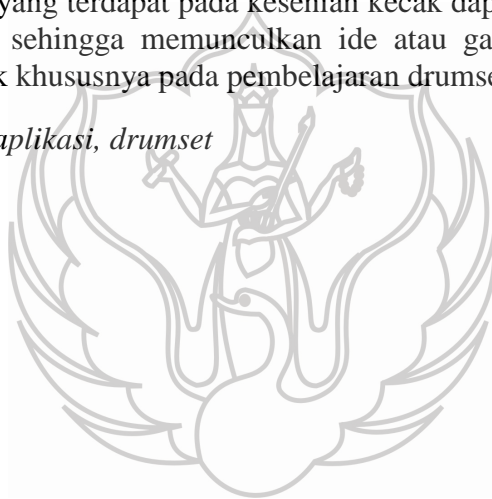 yang terdapat pada kesenian kecak dap
sehingga memunculkan ide atau ga
k khususnya pada pembelajaran drumse
aplikasi, drumset